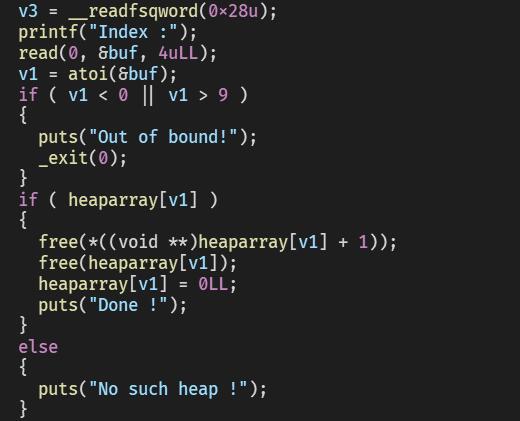 v3 = __readfsqword(0×28u);
printf("Index :");
read(0, &buf, 4uLL);
v1 = atoi(&buf);
if ( v1 < 0 || v1 > 9 )
{
puts("Out of bound!");
_exit(0);
}
if ( heaparray[v1] )
{
free(*((void **)heaparray[v1] + 1));
free(heaparray[v1]);
heaparray[v1] = 0LL;
puts("Done !");
}
else
{
puts("No such heap !");
}